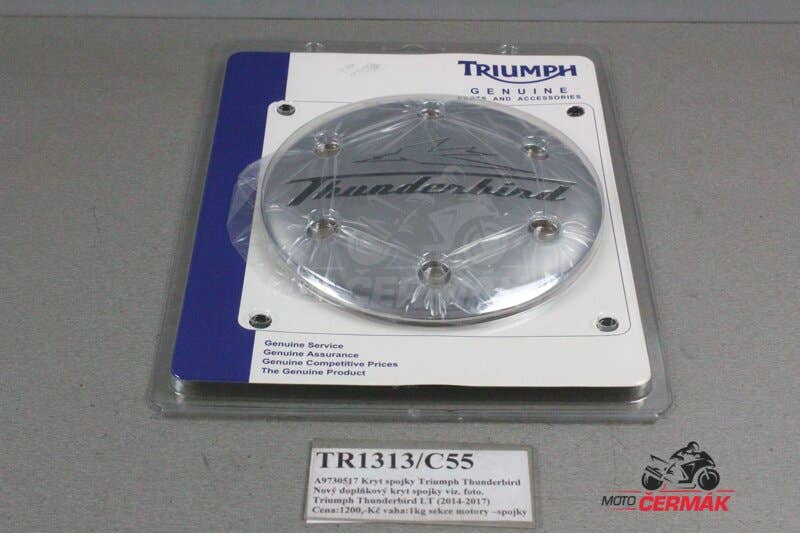 TRIUMPH
GENUINE
PARTS AND ACCESSORIES
Thunderbird
ČERMÁK
Genuine Service
Genuine Assurance
Genuine Competitive Prices
The Genuine Product
TR1313/C55
A9730517 Kryt spojky Triumph Thunderbird
Nový doplňkový kryt spojky viz. foto.
Triumph Thunderbird LT (2014-2017)
Cena:1200,-Kč vaha:1kg sekce motory –spojky
MOTO ČERMÁK